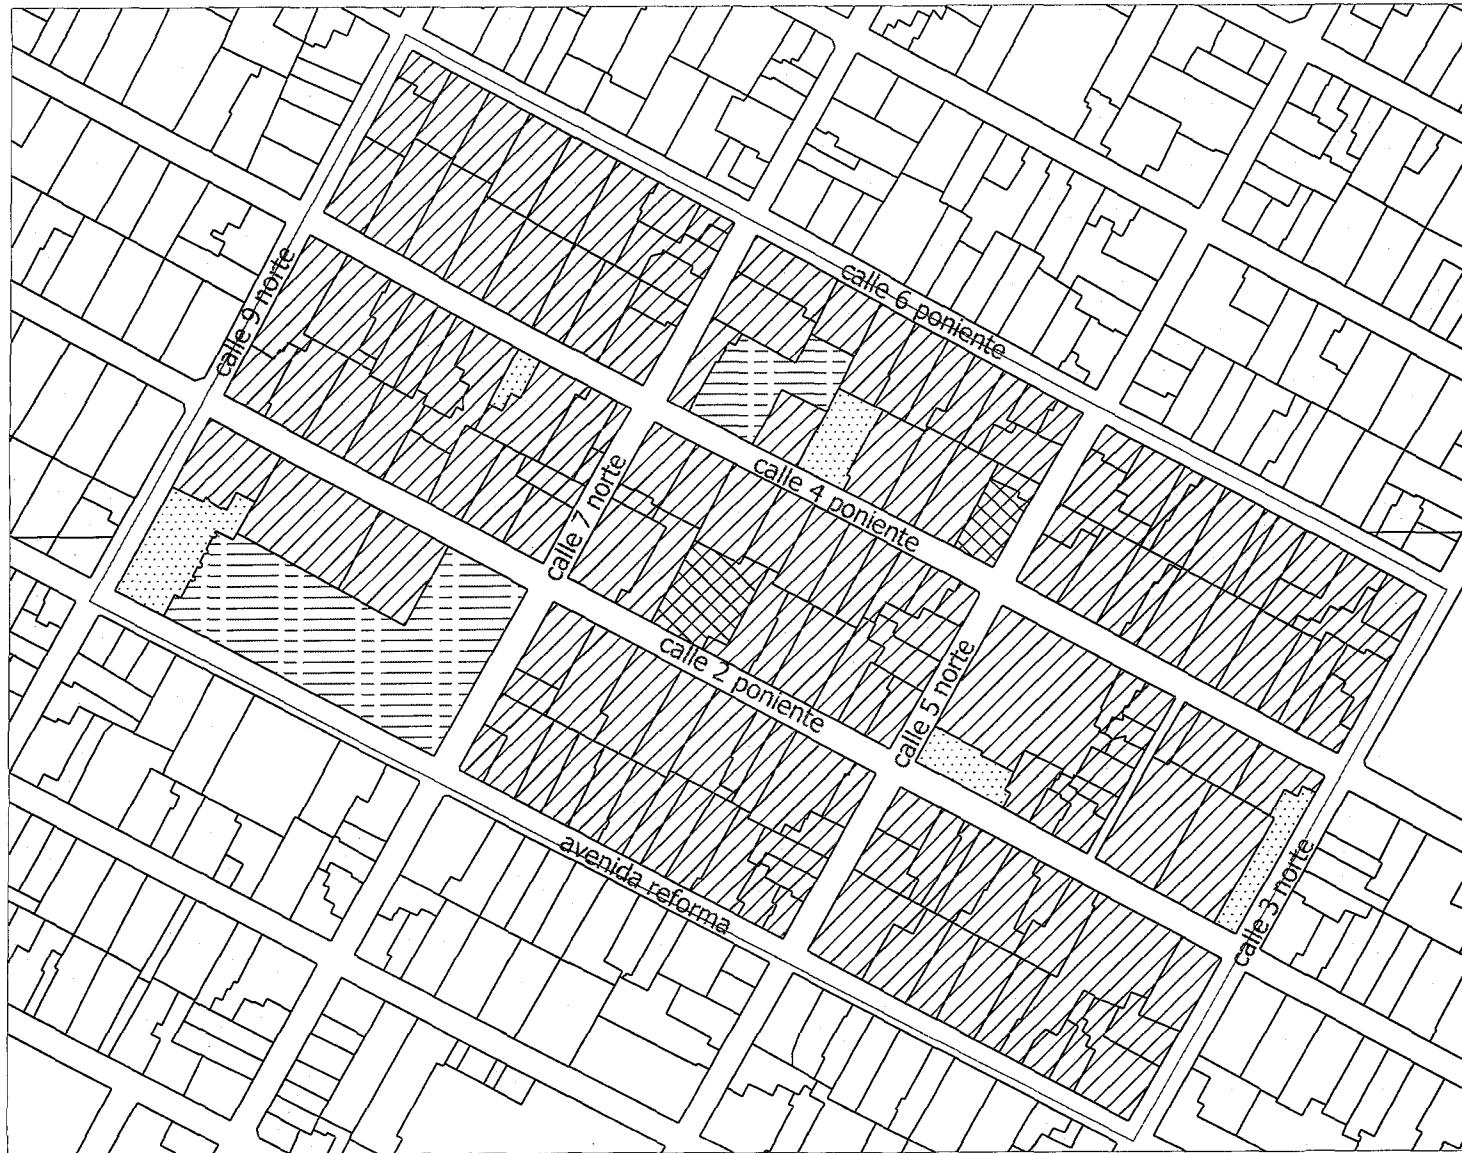 calle 9 norte
calle 6 poniente
calle 7 norte
calle 4 poniente
calle 2 poniente
calle 5 norte
avenida reforma
calle 3 norte